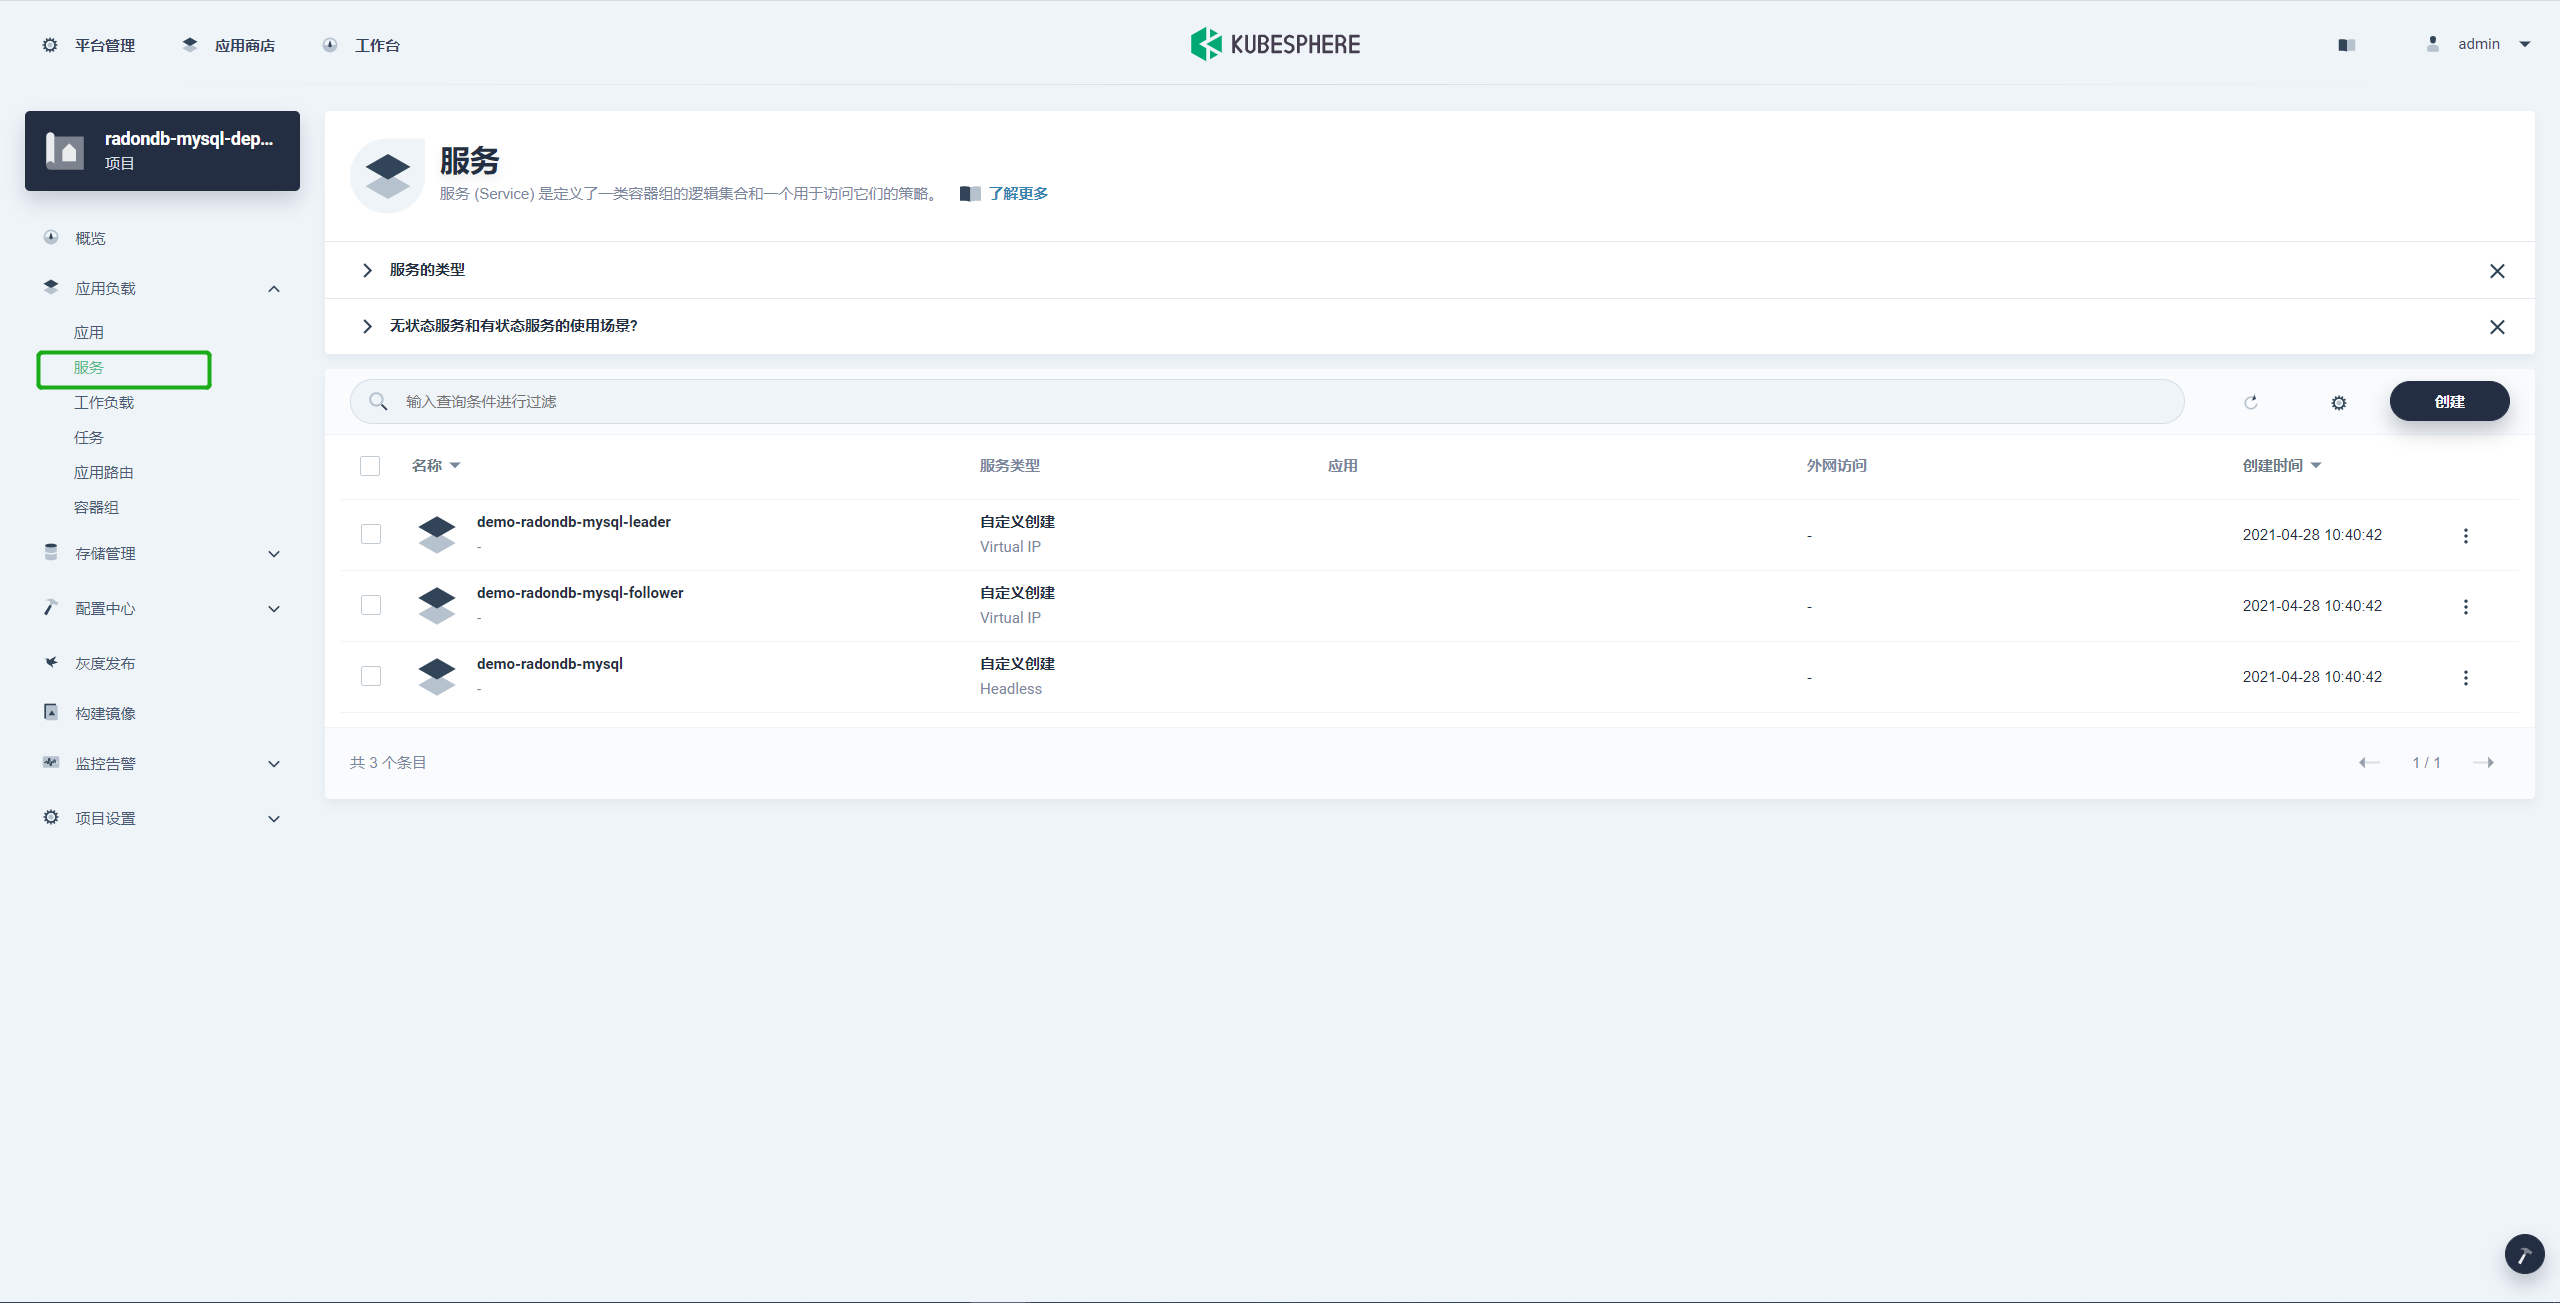 平台管理
应用商店
工作台
KUBESPHERE
admin
radondb-mysql-dep...
项目
概览
应用负载
应用
服务
工作负载
任务
应用路由
容器组
存储管理
配置中心
灰度发布
构建镜像
监控告警
项目设置
服务
服务 (Service) 是定义了一类容器组的逻辑集合和一个用于访问它们的策略。 了解更多
服务的类型
无状态服务和有状态服务的使用场景?
输入查询条件进行过滤
创建
名称 服务类型 应用 外网访问 创建时间
demo-radondb-mysql-leader 自定义创建 - 2021-04-28 10:40:42
- Virtual IP
demo-radondb-mysql-follower 自定义创建 - 2021-04-28 10:40:42
- Virtual IP
demo-radondb-mysql 自定义创建 - 2021-04-28 10:40:42
- Headless
共 3 个条目
1 / 1